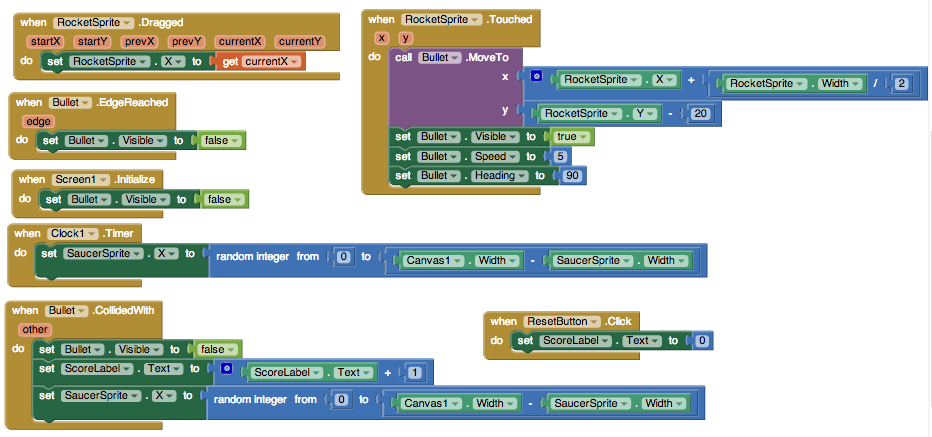 when RocketSprite .Dragged
startX startY prevX prevY currentX currentY
do set RocketSprite . X to get currentX
when Bullet .EdgeReached
edge
do set Bullet . Visible to false
when Screen1 .Initialize
do set Bullet . Visible to false
when RocketSprite .Touched
x y
do call Bullet .MoveTo
x RocketSprite . X + RocketSprite . Width / 2
y RocketSprite . Y - 20
set Bullet . Visible to true
set Bullet . Speed to 5
set Bullet . Heading to 90
when Clock1 .Timer
do set SaucerSprite . X to random integer from 0 to Canvas1 . Width - SaucerSprite . Width
when Bullet .CollidedWith
other
do set Bullet . Visible to false
set ScoreLabel . Text to ScoreLabel . Text + 1
set SaucerSprite . X to random integer from 0 to Canvas1 . Width - SaucerSprite . Width
when ResetButton .Click
do set ScoreLabel . Text to 0